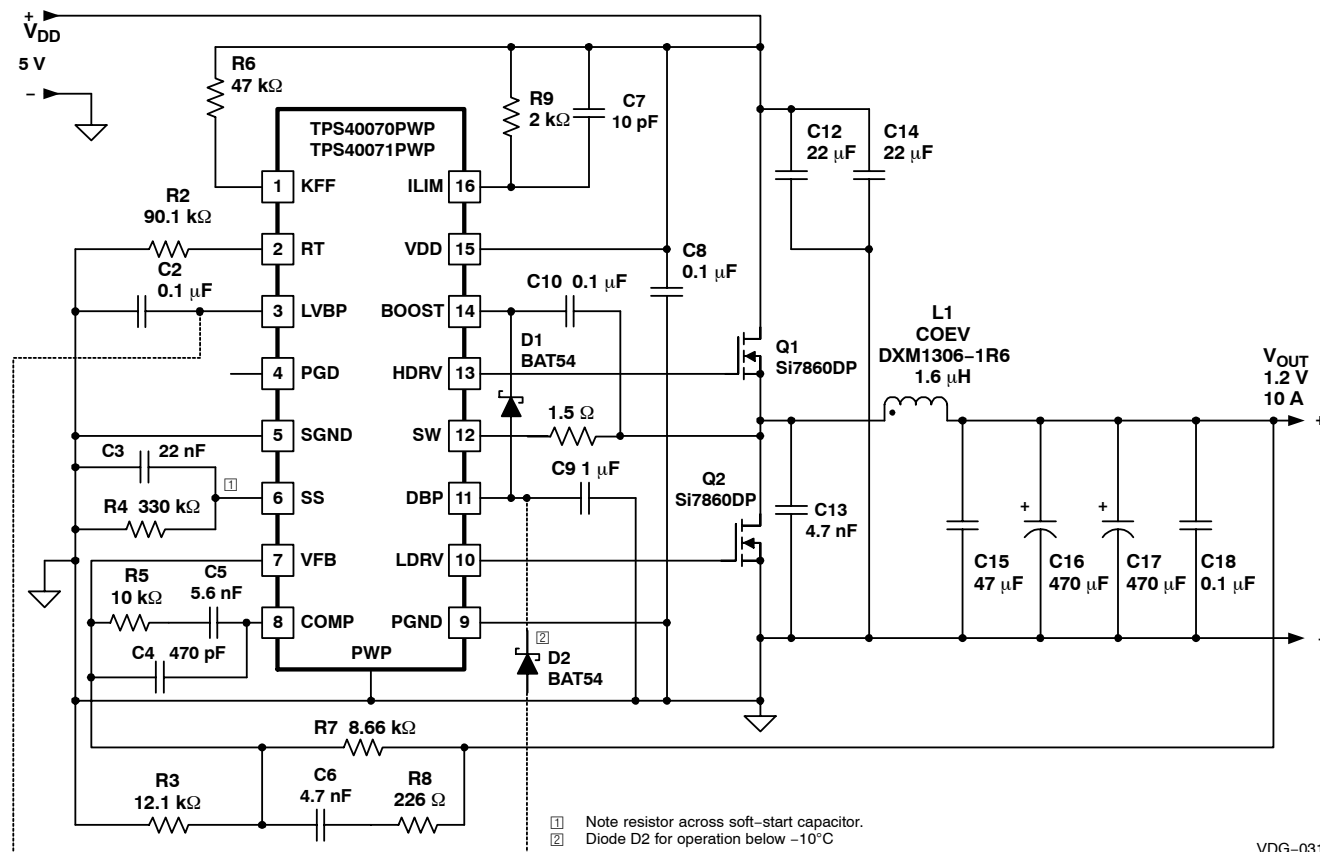 +
VDD
5 V
−
R6
47 kΩ
TPS40070PWP
TPS40071PWP
R9
2 kΩ
C7
10 pF
C12
22 μF
C14
22 μF
1 KFF
ILIM 16
R2
90.1 kΩ
2 RT
VDD 15
C8
0.1 μF
C2
0.1 μF
C10 0.1 μF
3 LVBP
BOOST 14
D1
BAT54
L1
COEV
DXM1306−1R6
1.6 μH
Q1
Si7860DP
VOUT
1.2 V
10 A
4 PGD
HDRV 13
1.5 Ω
+
5 SGND
SW 12
C3 22 nF
C9 1 μF
Q2
Si7860DP
1
6 SS
DBP 11
R4 330 kΩ
C13
4.7 nF
+
+
7 VFB
LDRV 10
C15
47 μF
C16
470 μF
C17
470 μF
C18
0.1 μF
R5
10 kΩ
C5
5.6 nF
8 COMP
PGND 9
2
−
C4 470 pF
PWP
D2
BAT54
R7 8.66 kΩ
R3
12.1 kΩ
C6
4.7 nF
R8
226 Ω
1 Note resistor across soft−start capacitor.
2 Diode D2 for operation below −10°C
VDG−031